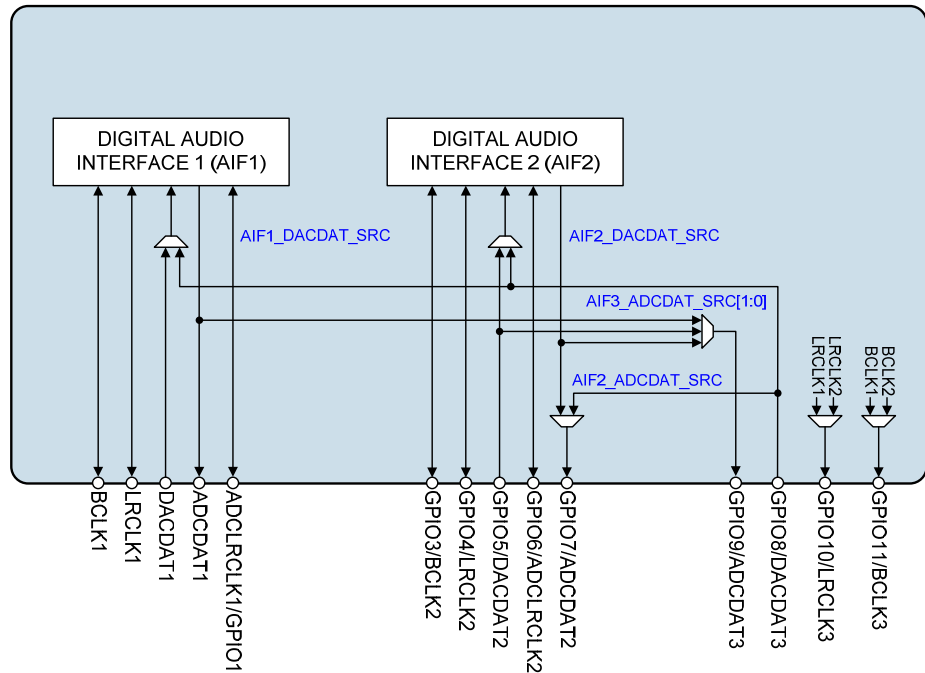 DIGITAL AUDIO
INTERFACE 1 (AIF1)
DIGITAL AUDIO
INTERFACE 2 (AIF2)
AIF1_DACDAT_SRC
AIF2_DACDAT_SRC
AIF3_ADCDAT_SRC[1:0]
AIF2_ADCDAT_SRC
LRCLK1
LRCLK2
BCLK1
BCLK2
BCLK1
LRCLK1
DACDAT1
ADCDAT1
ADCLRCLK1/GPIO1
GPIO3/BCLK2
GPIO4/LRCLK2
GPIO5/DACDAT2
GPIO6/ADCLRCLK2
GPIO7/ADCDAT2
GPIO9/ADCDAT3
GPIO8/DACDAT3
GPIO10/LRCLK3
GPIO11/BCLK3